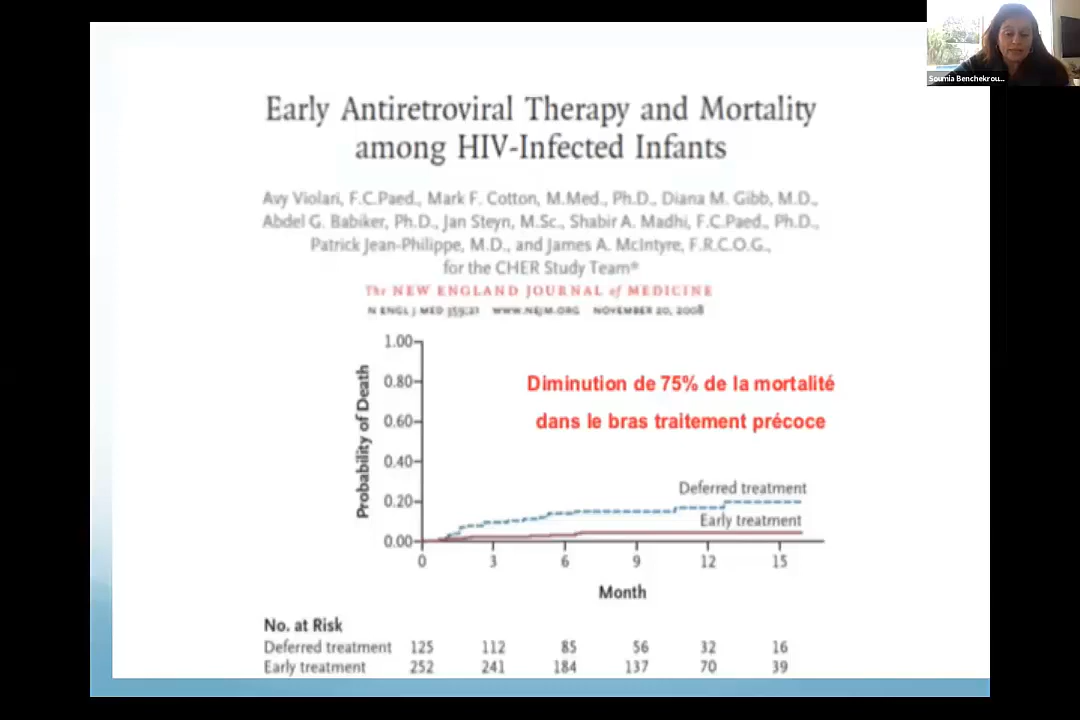 Soumia Benchekrou...
Early Antiretroviral Therapy and Mortality
among HIV-Infected Infants
Avy Violari, F.C.Paed., Mark F. Cotton, M.Med., Ph.D., Diana M. Gibb, M.D.,
Abdel G. Babiker, Ph.D., Jan Steyn, M.Sc., Shabir A. Madhi, F.C.Paed., Ph.D.,
Patrick Jean-Philippe, M.D., and James A. McIntyre, F.R.C.O.G.,
for the CHER Study Team*
The NEW ENGLAND JOURNAL of MEDICINE
N ENGL J MED 359;21 WWW.NEJM.ORG NOVEMBER 20, 2008
Probability of Death
1.00
0.80
0.60
0.40
0.20
0.00
Diminution de 75% de la mortalité
dans le bras traitement précoce
Deferred treatment
Early treatment
0 3 6 9 12 15
Month
No. at Risk
Deferred treatment 125 112 85 56 32 16
Early treatment 252 241 184 137 70 39